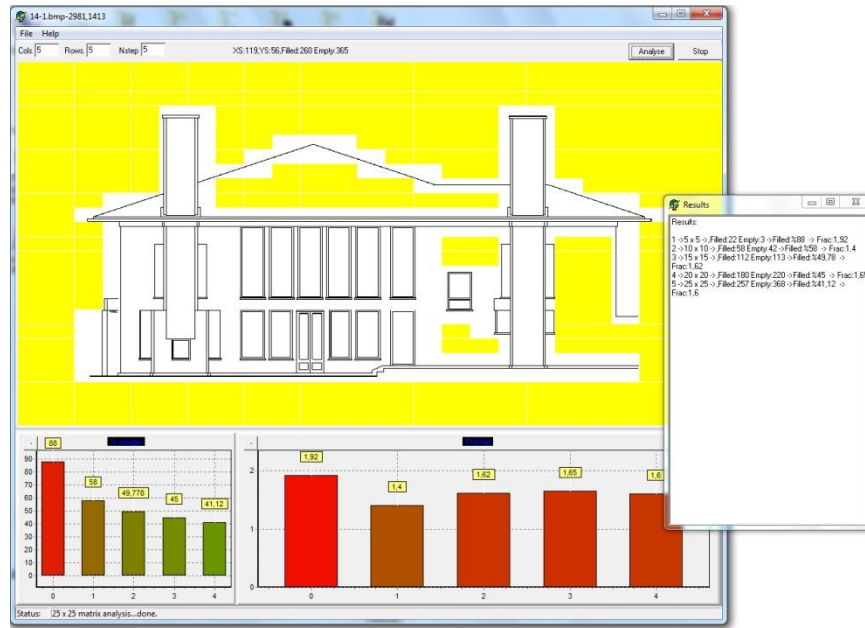 14-1.bmp-2981,1413
File Help
Cols. 5 Rows. 5 Nstep 5 XS:119,YS:56,Filled:260 Empty:365 Analyse Stop
Results
Results:
1 ->5 x 5 ->,Filled:22 Empty:3 ->Filled:%88 -> Frac:1,92
2 ->10 x 10 ->,Filled:58 Empty:42 ->Filled:%58 -> Frac:1,4
3 ->15 x 15 ->,Filled:112 Empty:113 ->Filled:%49,78 ->
Frac:1,62
4 ->20 x 20 ->,Filled:180 Empty:220 ->Filled:%45 -> Frac:1,6
5 ->25 x 25 ->,Filled:257 Empty:368 ->Filled:%41,12 ->
Frac:1,6
88
58
49,778
45
41,12
90
80
70
60
50
40
30
20
10
0
0 1 2 3 4
1,92
1,4
1,62
1,65
1,6
2
1
0
0 1 2 3 4
Status: 25 x 25 matrix analysis...done.